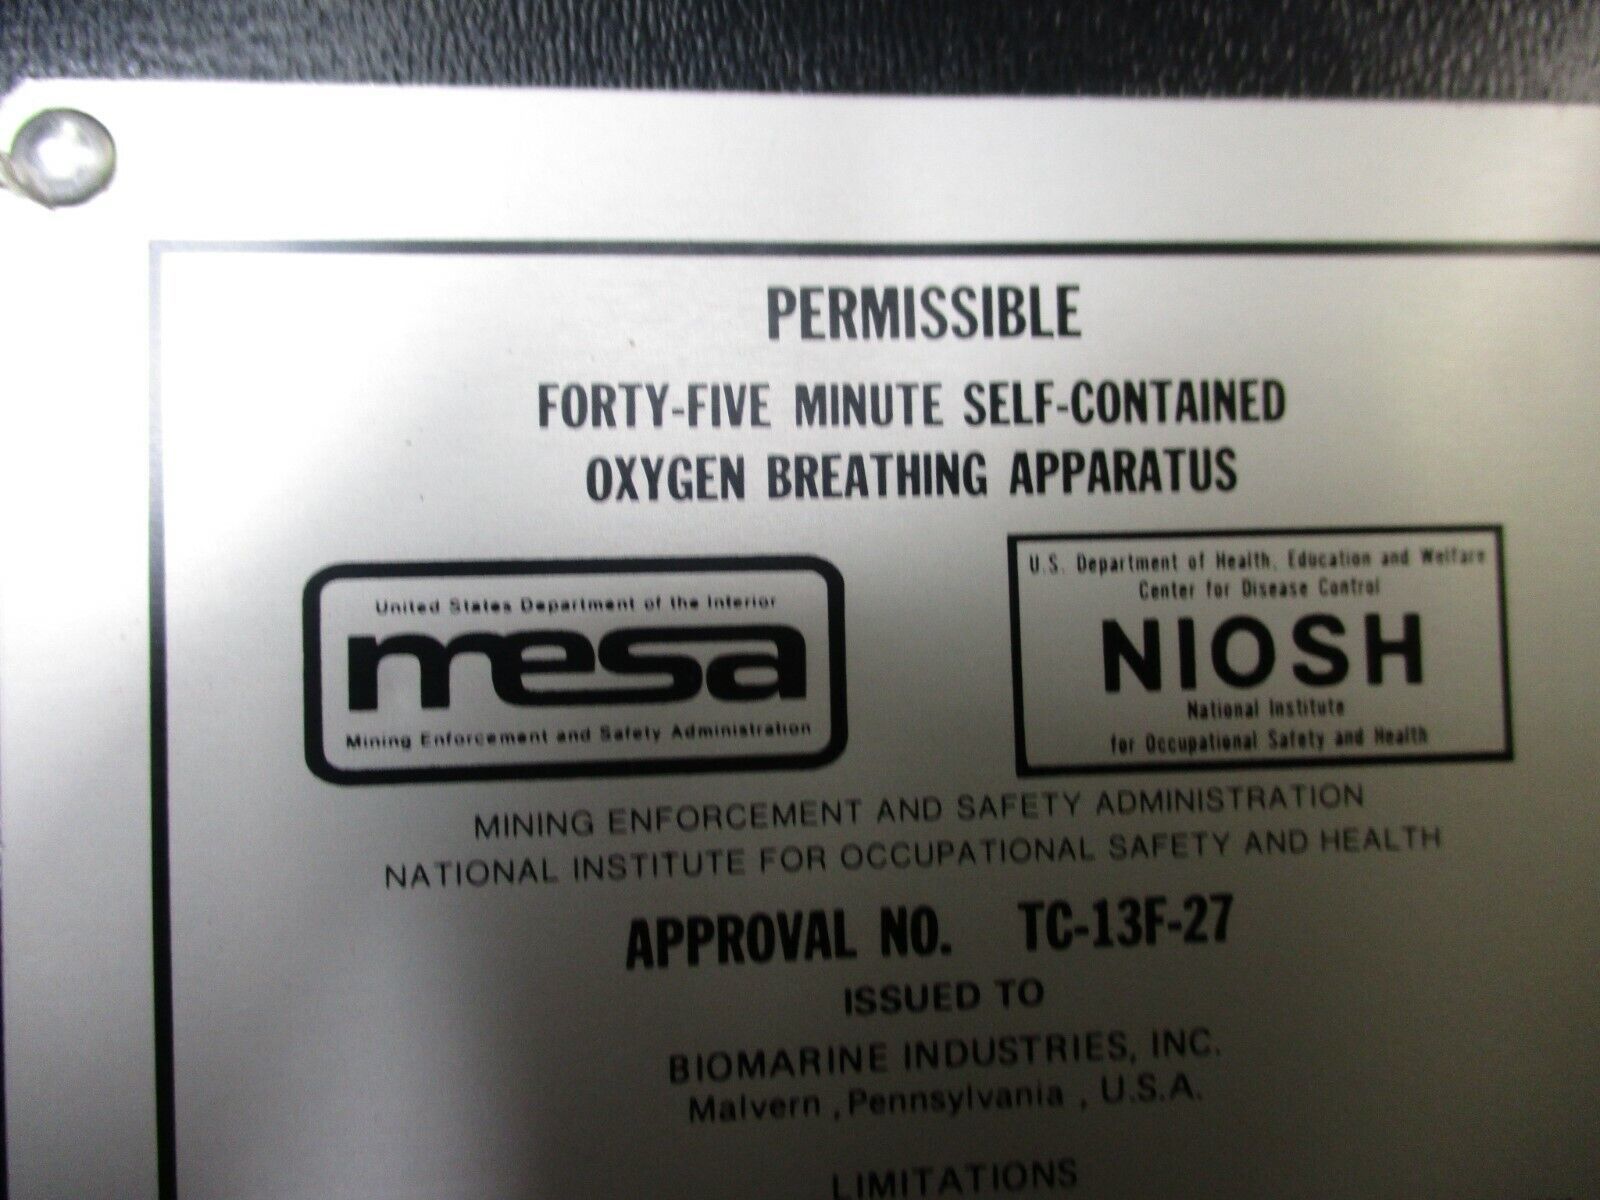 PERMISSIBLE
FORTY-FIVE MINUTE SELF-CONTAINED
OXYGEN BREATHING APPARATUS
United States Department of the Interior
mesa
Mining Enforcement and Safety Administration
U.S. Department of Health, Education and Welfare
Center for Disease Control
NIOSH
National Institute
for Occupational Safety and Health
MINING ENFORCEMENT AND SAFETY ADMINISTRATION
NATIONAL INSTITUTE FOR OCCUPATIONAL SAFETY AND HEALTH
APPROVAL NO. TC-13F-27
ISSUED TO
BIOMARINE INDUSTRIES, INC.
Malvern, Pennsylvania, U.S.A.
LIMITATIONS